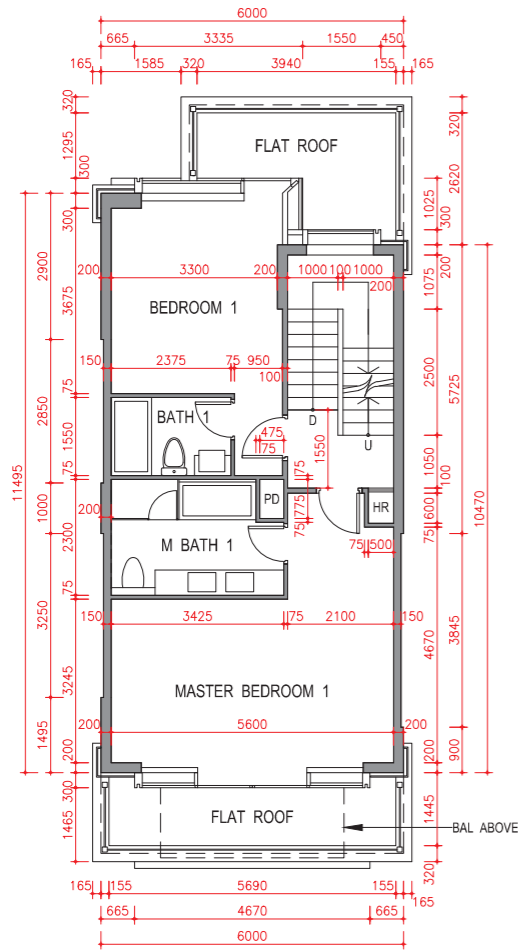 6000
665 3335 1550 450
165 1585 320 3940 155 165
320
1295
300
FLAT ROOF
320
2620
1025
300
300
2900
200 3300 200 1000 100 1000
200
200
1075
3675
BEDROOM 1
150 2375 75 950
100
2500
5725
2850
75
1550
75
BATH 1
475
75
D
1550
U
1050
100
11495
10470
1000
200
PD
75
775
75
HR
600
75
75 500
2300
M BATH 1
75
150 3425 75 2100 150
3250
3245
4670
3845
MASTER BEDROOM 1
1495
200 5600 200
200
200
900
300
1465
FLAT ROOF
1445
BAL ABOVE
320
165 155 5690 155 165
665 4670 665
6000